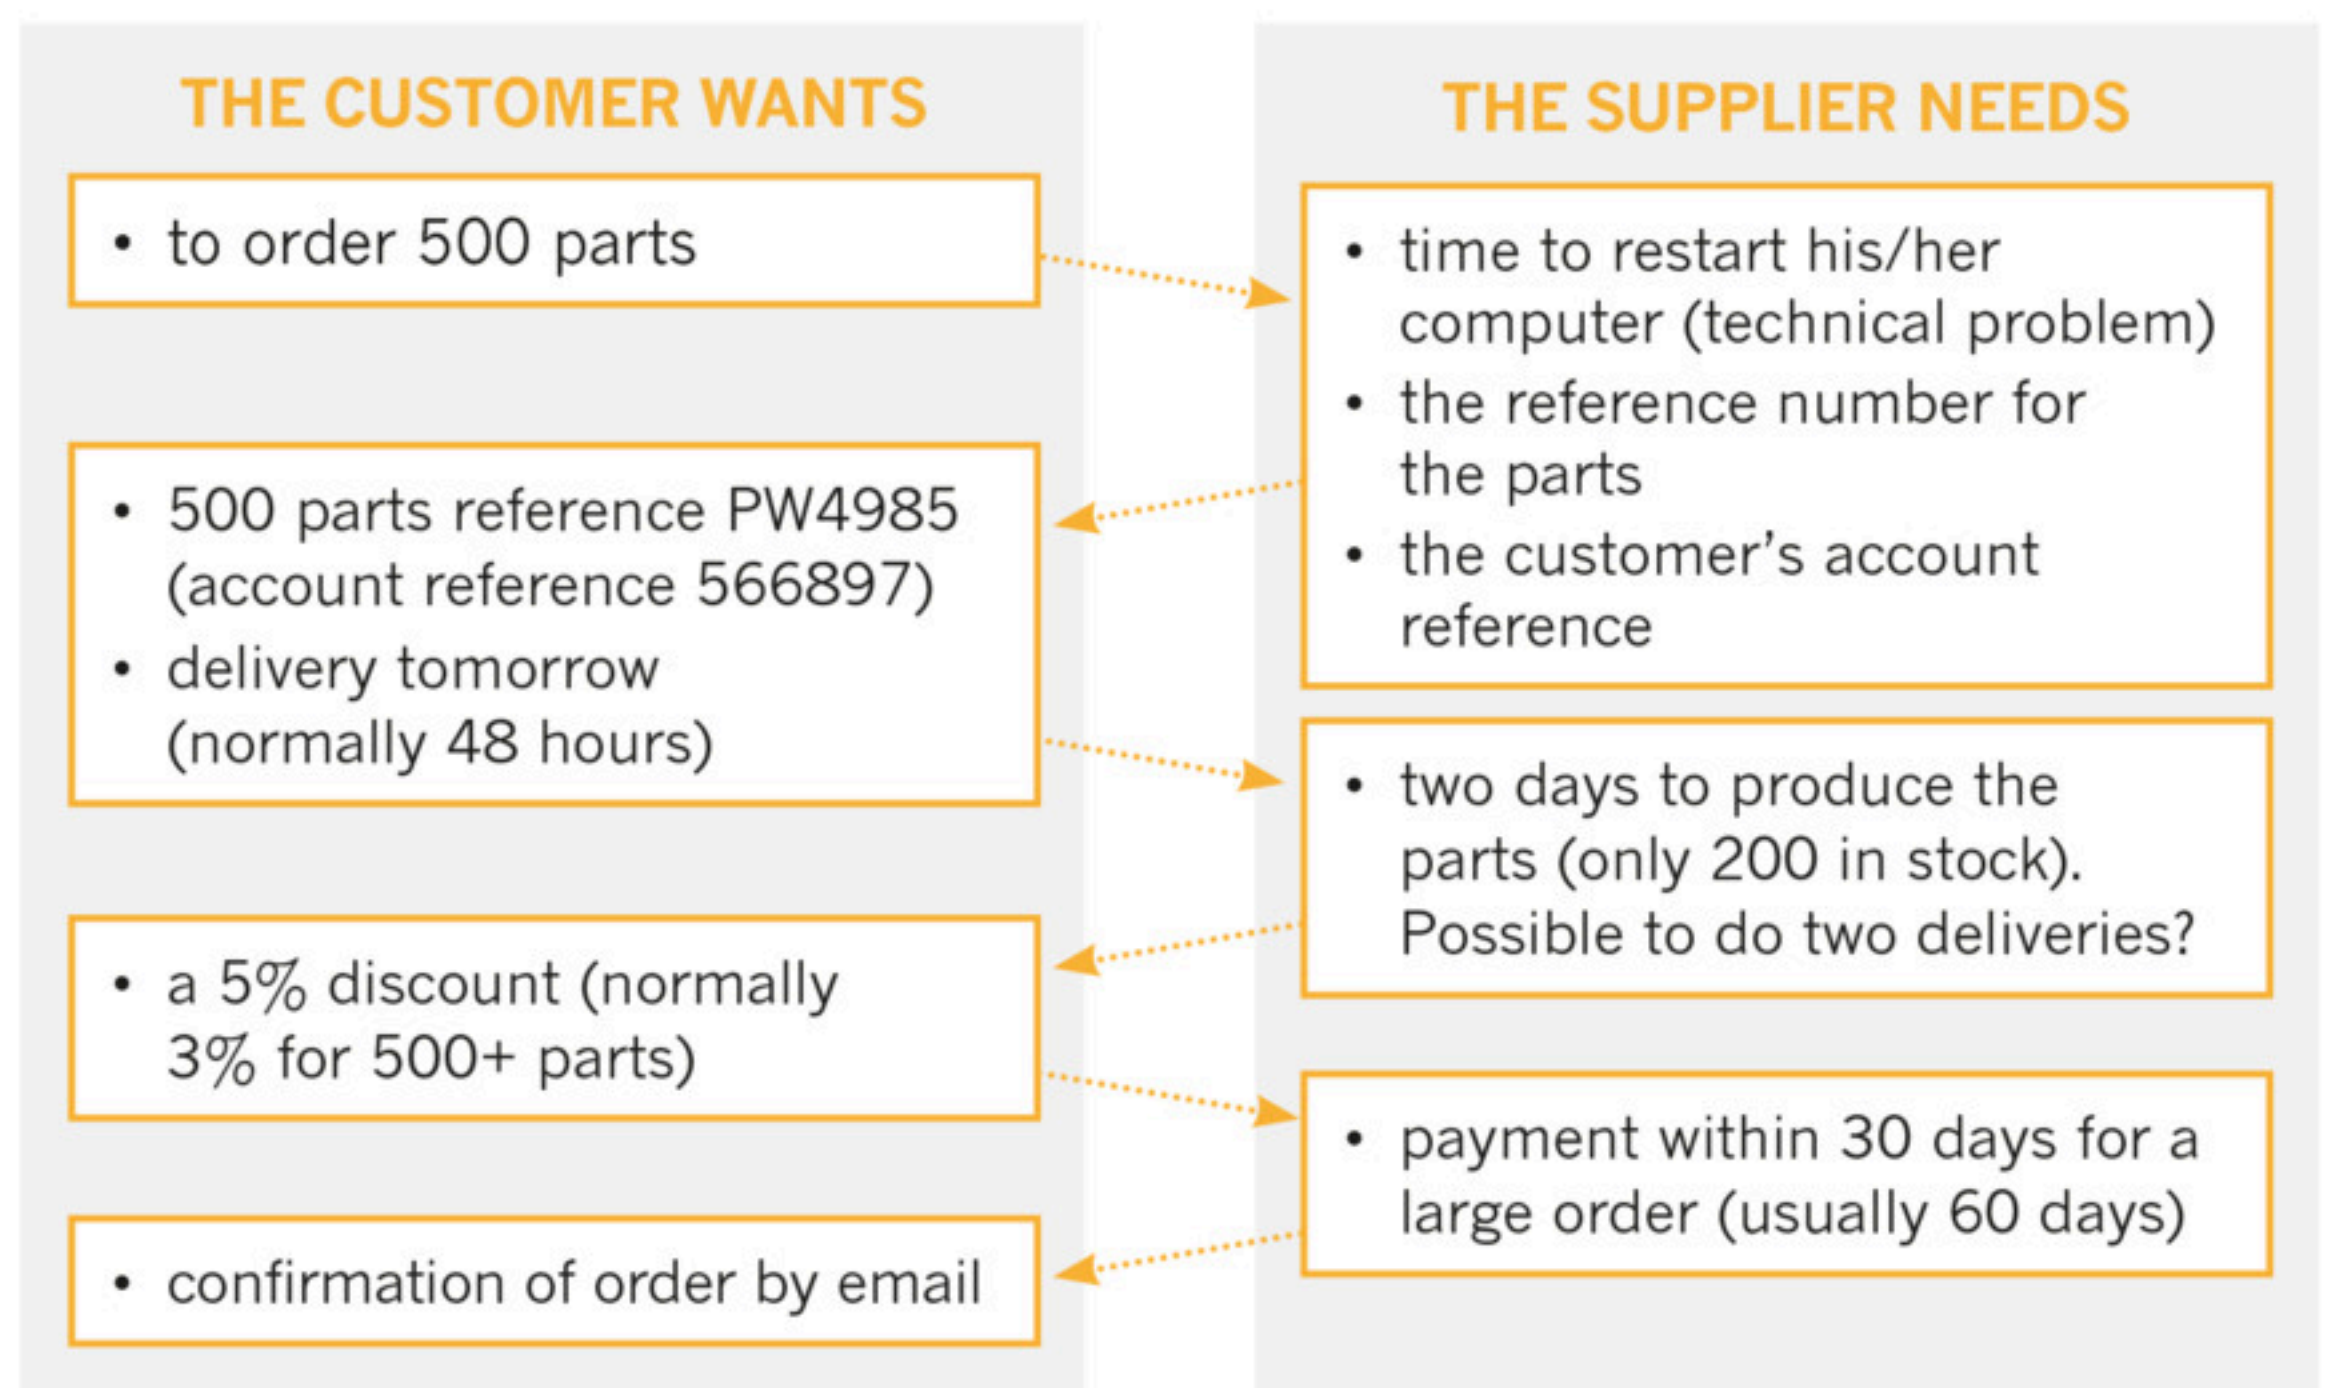 THE CUSTOMER WANTS
• to order 500 parts
• 500 parts reference PW4985
(account reference 566897)
• delivery tomorrow
(normally 48 hours)
• a 5% discount (normally
3% for 500+ parts)
• confirmation of order by email
THE SUPPLIER NEEDS
• time to restart his/her
computer (technical problem)
• the reference number for
the parts
• the customer’s account
reference
• two days to produce the
parts (only 200 in stock).
Possible to do two deliveries?
• payment within 30 days for a
large order (usually 60 days)